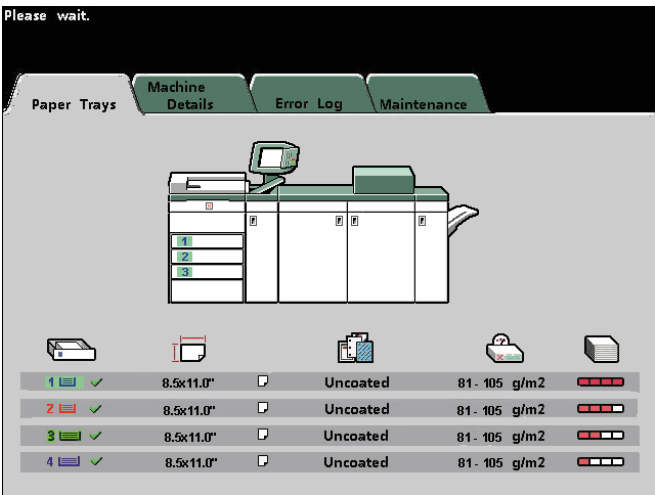 Please wait.
Paper Trays
Machine
Details
Error Log
Maintenance
1
2
3
1 8.5x11.0" Uncoated 81- 105 g/m2
2 8.5x11.0" Uncoated 81- 105 g/m2
3 8.5x11.0" Uncoated 81- 105 g/m2
4 8.5x11.0" Uncoated 81- 105 g/m2